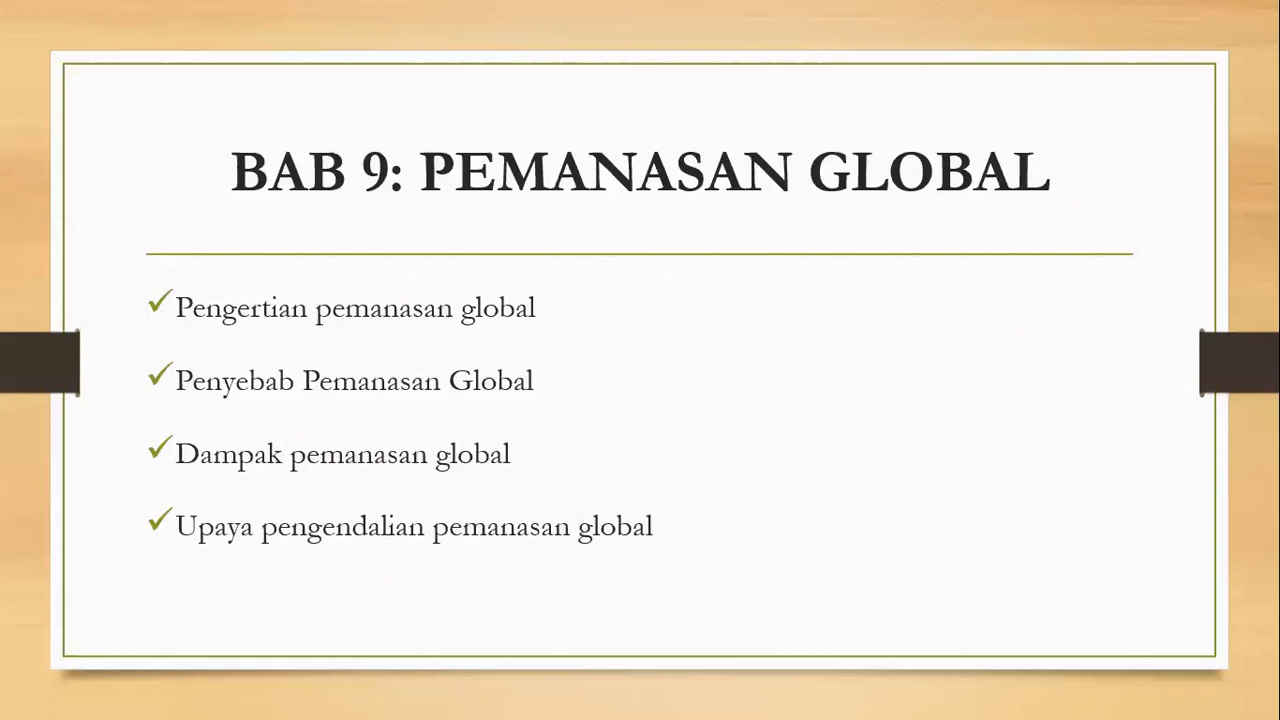 BAB 9: PEMANASAN GLOBAL
Pengertian pemanasan global
Penyebab Pemanasan Global
Dampak pemanasan global
Upaya pengendalian pemanasan global